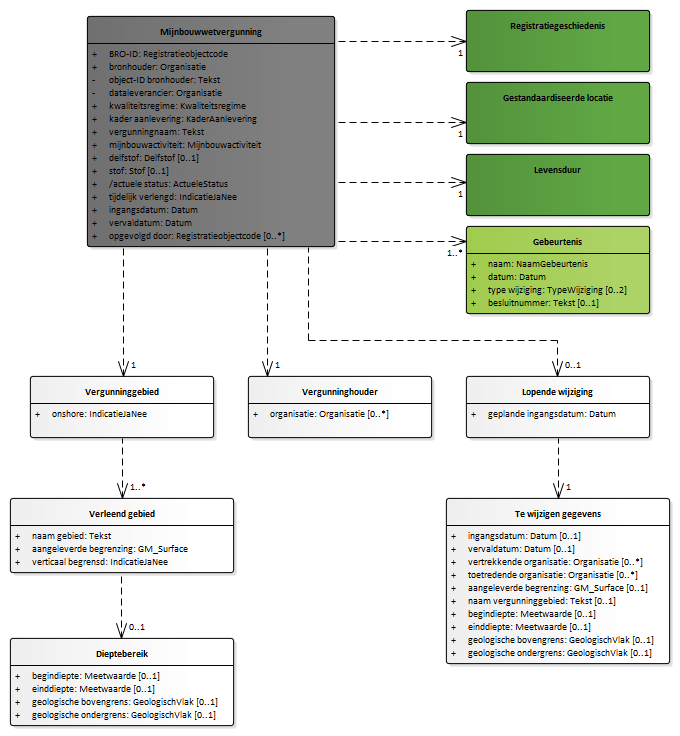 Mijnbouwwetvergunning
+ BRO-ID: Registratieobjectcode
+ bronhouder: Organisatie
- object-ID bronhouder: Tekst
- dataleverancier: Organisatie
+ kwaliteitsregime: Kwaliteitsregime
+ kader aanlevering: KaderAanlevering
+ vergunningnaam: Tekst
+ mijnbouwactiviteit: Mijnbouwactiviteit
+ delfstof: Delfstof [0..1]
+ stof: Stof [0..1]
+ /actuele status: ActueleStatus
+ tijdelijk verlengd: IndicatieJaNee
+ ingangsdatum: Datum
+ vervaldatum: Datum
+ opgevolgd door: Registratieobjectcode [0..*]
Registratiegeschiedenis
1
Gestandaardiseerde locatie
1
Levensduur
1
Gebeurtenis
+ naam: NaamGebeurtenis
+ datum: Datum
+ type wijziging: TypeWijziging [0..2]
+ besluitnummer: Tekst [0..1]
1..*
1
1
0..1
Vergunninggebied
+ onshore: IndicatieJaNee
Vergunninghouder
+ organisatie: Organisatie [0..*]
Lopende wijziging
+ geplande ingangsdatum: Datum
1..*
1
Verleend gebied
+ naam gebied: Tekst
+ aangeleverde begrenzing: GM_Surface
+ verticaal begrensd: IndicatieJaNee
Te wijzigen gegevens
+ ingangsdatum: Datum [0..1]
+ vervaldatum: Datum [0..1]
+ vertrekkende organisatie: Organisatie [0..*]
+ toetredende organisatie: Organisatie [0..*]
+ aangeleverde begrenzing: GM_Surface [0..1]
+ naam vergunninggebied: Tekst [0..1]
+ begindiepte: Meetwaarde [0..1]
+ einddiepte: Meetwaarde [0..1]
+ geologische bovengrens: GeologischVlak [0..1]
+ geologische ondergrens: GeologischVlak [0..1]
0..1
Dieptebereik
+ begindiepte: Meetwaarde [0..1]
+ einddiepte: Meetwaarde [0..1]
+ geologische bovengrens: GeologischVlak [0..1]
+ geologische ondergrens: GeologischVlak [0..1]